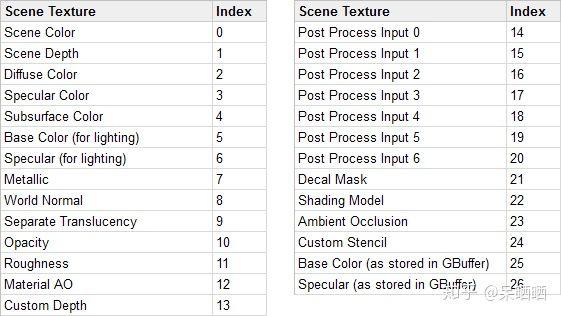 Scene Texture Index
Scene Color 0
Scene Depth 1
Diffuse Color 2
Specular Color 3
Subsurface Color 4
Base Color (for lighting) 5
Specular (for lighting) 6
Metallic 7
World Normal 8
Separate Translucency 9
Opacity 10
Roughness 11
Material AO 12
Custom Depth 13
Scene Texture Index
Post Process Input 0 14
Post Process Input 1 15
Post Process Input 2 16
Post Process Input 3 17
Post Process Input 4 18
Post Process Input 5 19
Post Process Input 6 20
Decal Mask 21
Shading Model 22
Ambient Occlusion 23
Custom Stencil 24
Base Color (as stored in GBuffer) 25
Specular (as stored in GBuffer) 26
知乎 @呆晒晒